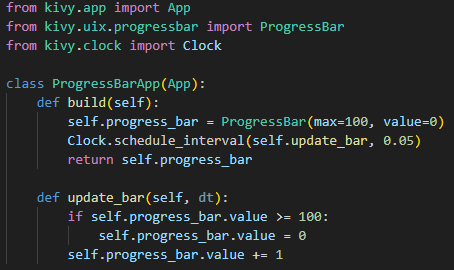 from kivy.app import App
from kivy.uix.progressbar import ProgressBar
from kivy.clock import Clock

class ProgressBarApp(App):
    def build(self):
        self.progress_bar = ProgressBar(max=100, value=0)
        Clock.schedule_interval(self.update_bar, 0.05)
        return self.progress_bar

    def update_bar(self, dt):
        if self.progress_bar.value >= 100:
            self.progress_bar.value = 0
        self.progress_bar.value += 1